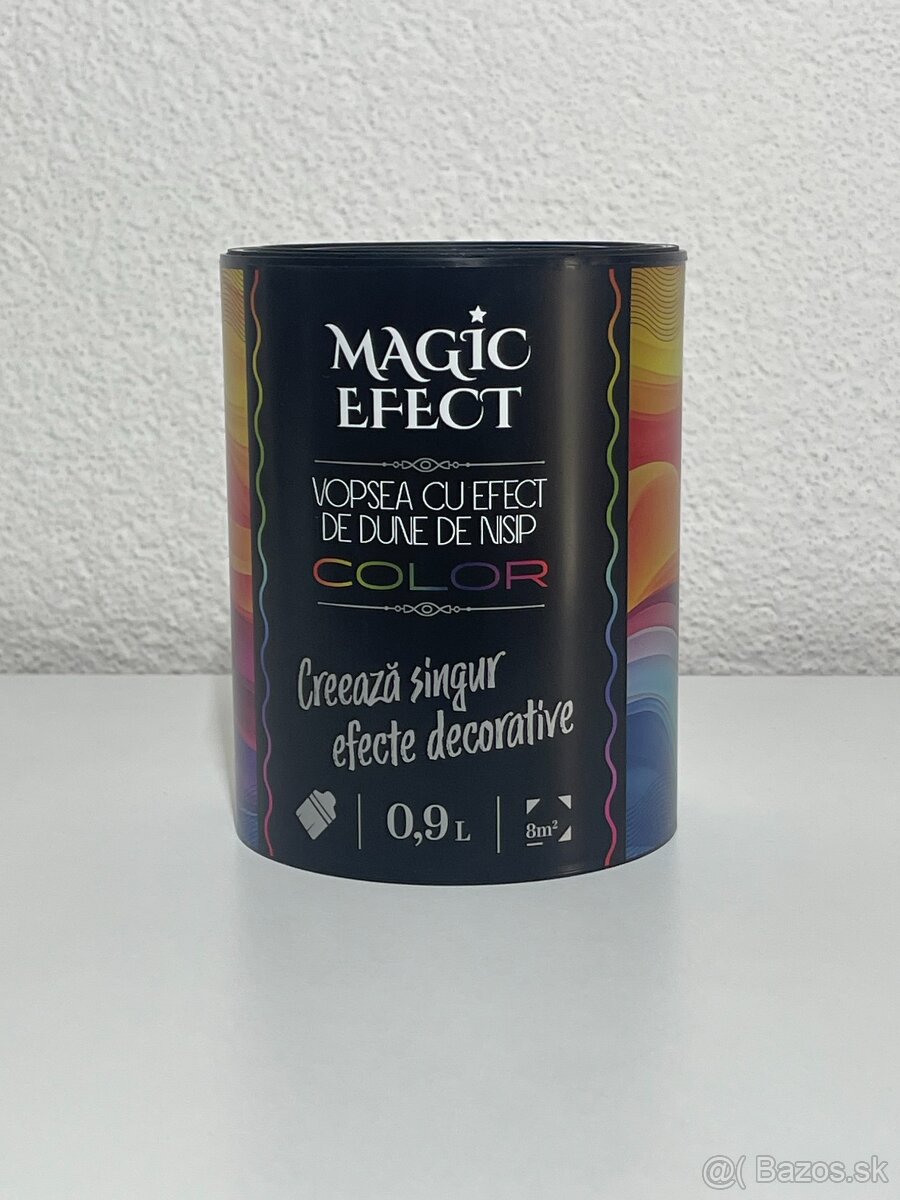 MAGIC
EFECT
VOPSEA CU EFECT
DE DUNE DE NISIP
COLOR
Creează singur
efecte decorative
0,9 L
8m²
@( Bazos.sk